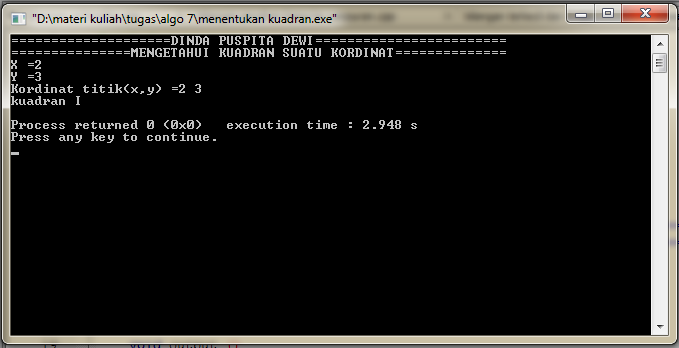 "D:\materi kuliah\tugas\algo 7\menentukan kuadran.exe"
====================DINDA PUSPITA DEWI========================
===============MENGETAHUI KUADRAN SUATU KORDINAT==============
X =2
Y =3
Kordinat titik(x,y) =2 3
kuadran I
Process returned 0 (0x0)   execution time : 2.948 s
Press any key to continue.